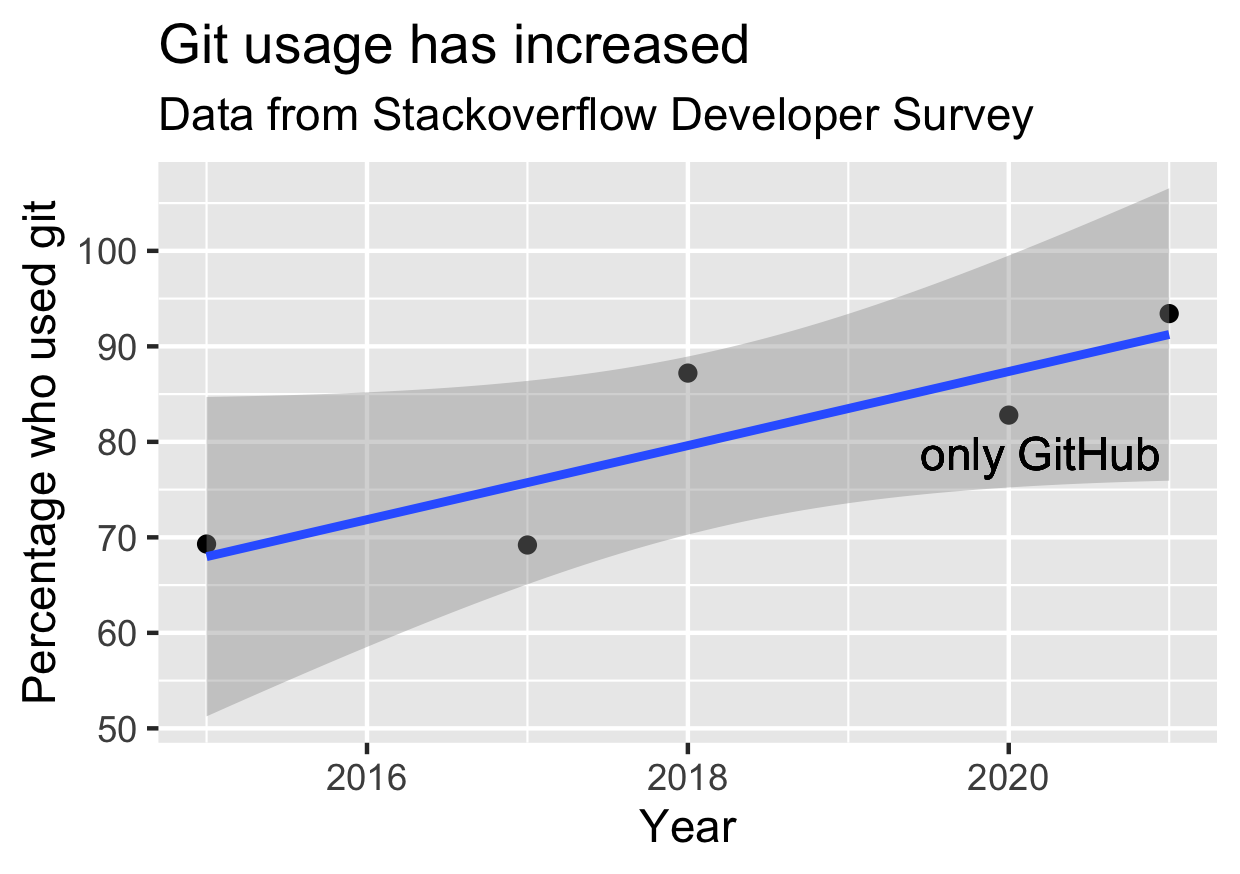 Git usage has increased
Data from Stackoverflow Developer Survey
Percentage who used git
100
90
80
70
60
50
only GitHub
2016 2018 2020
Year